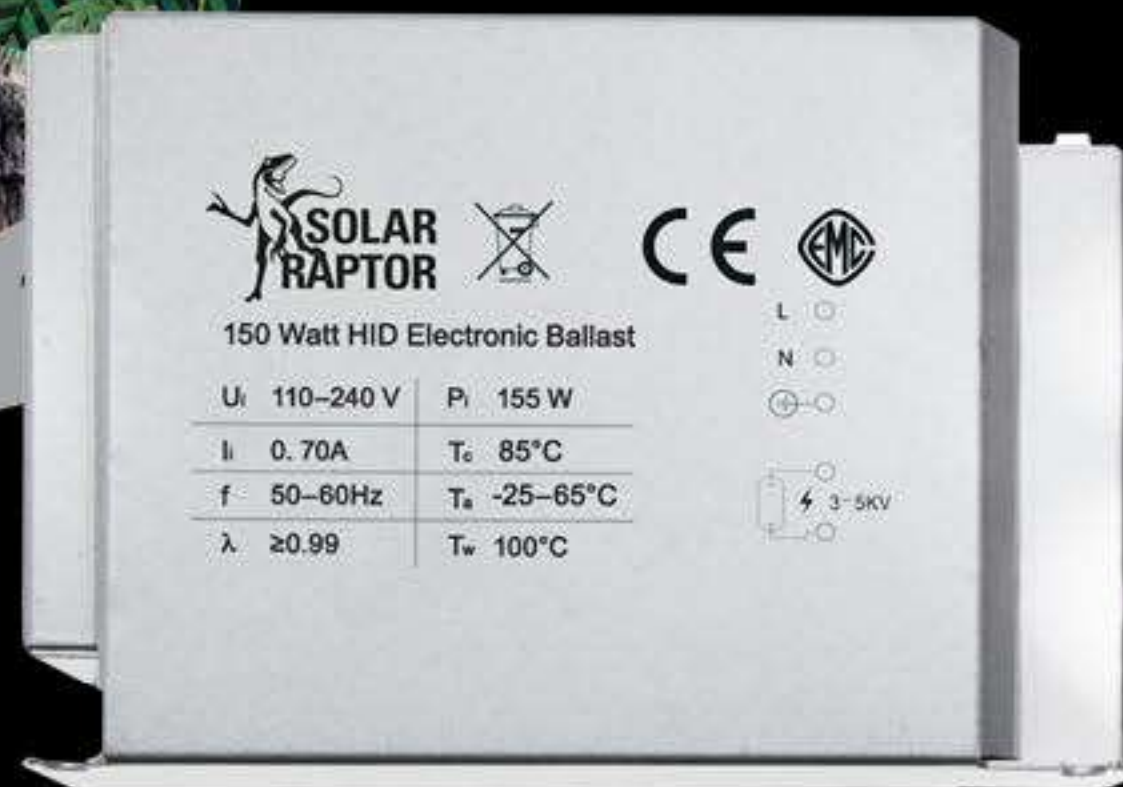 SOLAR
RAPTOR
CE EMC
150 Watt HID Electronic Ballast
Ui 110–240 V Pi 155 W
Ii 0. 70A Tc 85°C
f 50–60Hz Ta -25–65°C
λ ≥0.99 Tw 100°C
L
N
3-5KV